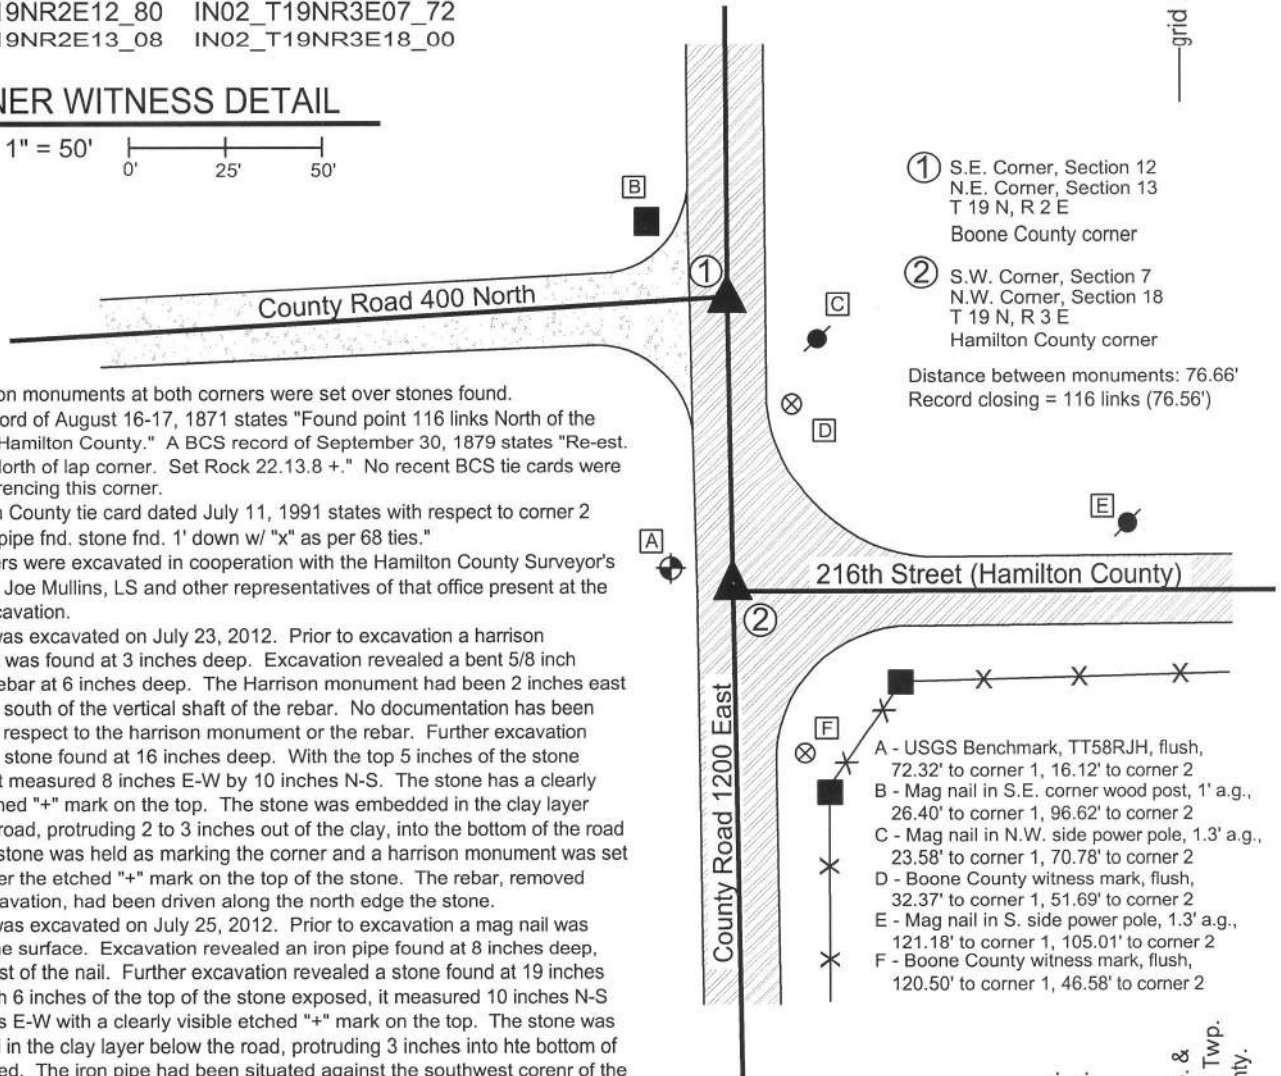 19NR2E12_80 IN02_T19NR3E07_72
19NR2E13_08 IN02_T19NR3E18_00
NER WITNESS DETAIL
1" = 50'
0' 25' 50'
grid
B
1
County Road 400 North
C
D
1 S.E. Corner, Section 12
N.E. Corner, Section 13
T 19 N, R 2 E
Boone County corner
2 S.W. Corner, Section 7
N.W. Corner, Section 18
T 19 N, R 3 E
Hamilton County corner
Distance between monuments: 76.66'
Record closing = 116 links (76.56')
on monuments at both corners were set over stones found.
ord of August 16-17, 1871 states "Found point 116 links North of the
Hamilton County." A BCS record of September 30, 1879 states "Re-est.
orth of lap corner. Set Rock 22.13.8 +." No recent BCS tie cards were
rencing this corner.
n County tie card dated July 11, 1991 states with respect to corner 2
pipe fnd. stone fnd. 1' down w/ "x" as per 68 ties."
ers were excavated in cooperation with the Hamilton County Surveyor's
Joe Mullins, LS and other representatives of that office present at the
cavation.
was excavated on July 23, 2012. Prior to excavation a harrison
was found at 3 inches deep. Excavation revealed a bent 5/8 inch
ebar at 6 inches deep. The Harrison monument had been 2 inches east
south of the vertical shaft of the rebar. No documentation has been
respect to the harrison monument or the rebar. Further excavation
stone found at 16 inches deep. With the top 5 inches of the stone
t measured 8 inches E-W by 10 inches N-S. The stone has a clearly
hed "+" mark on the top. The stone was embedded in the clay layer
road, protruding 2 to 3 inches out of the clay, into the bottom of the road
stone was held as marking the corner and a harrison monument was set
er the etched "+" mark on the top of the stone. The rebar, removed
avation, had been driven along the north edge the stone.
was excavated on July 25, 2012. Prior to excavation a mag nail was
ne surface. Excavation revealed an iron pipe found at 8 inches deep,
st of the nail. Further excavation revealed a stone found at 19 inches
h 6 inches of the top of the stone exposed, it measured 10 inches N-S
s E-W with a clearly visible etched "+" mark on the top. The stone was
in the clay layer below the road, protruding 3 inches into hte bottom of
ed. The iron pipe had been situated against the southwest corenr of the
A
E
216th Street (Hamilton County)
2
County Road 1200 East
F
A - USGS Benchmark, TT58RJH, flush,
72.32' to corner 1, 16.12' to corner 2
B - Mag nail in S.E. corner wood post, 1' a.g.,
26.40' to corner 1, 96.62' to corner 2
C - Mag nail in N.W. side power pole, 1.3' a.g.,
23.58' to corner 1, 70.78' to corner 2
D - Boone County witness mark, flush,
32.37' to corner 1, 51.69' to corner 2
E - Mag nail in S. side power pole, 1.3' a.g.,
121.18' to corner 1, 105.01' to corner 2
F - Boone County witness mark, flush,
120.50' to corner 1, 46.58' to corner 2
. &
Twp.
nty.